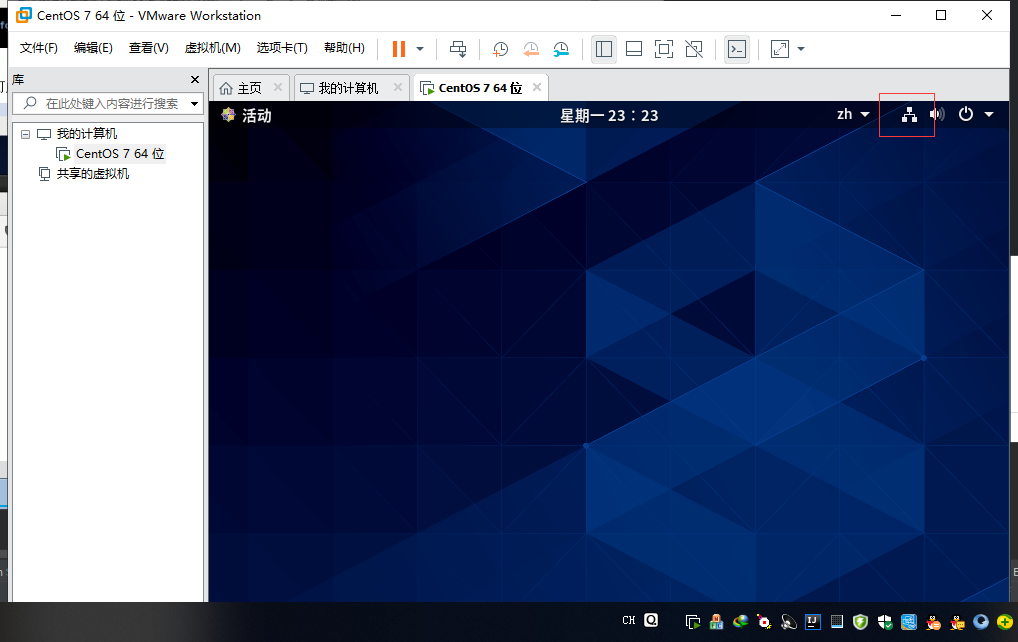 CentOS 7 64 位 - VMware Workstation
文件(F) 编辑(E) 查看(V) 虚拟机(M) 选项卡(T) 帮助(H)
库
在此处键入内容进行搜索
我的计算机
CentOS 7 64 位
共享的虚拟机
主页 我的计算机 CentOS 7 64 位
活动 星期一 23:23 zh
CH Q IJ